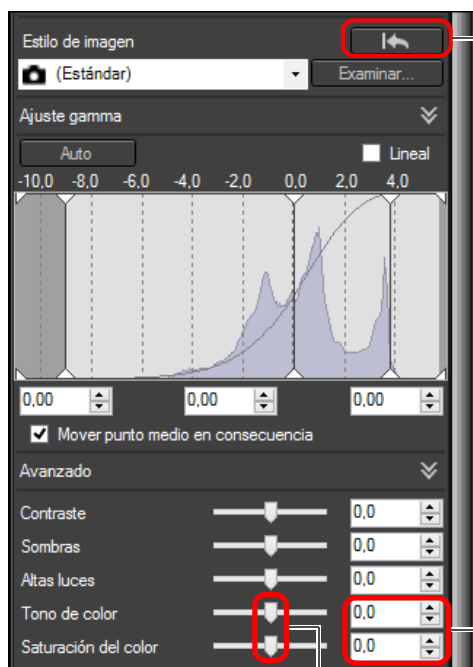 Estilo de imagen
(Estándar)
Examinar...
Ajuste gamma
Auto
Lineal
-10,0 -8,0 -6,0 -4,0 -2,0 0,0 2,0 4,0
0,00 0,00 0,00
Mover punto medio en consecuencia
Avanzado
Contraste 0,0
Sombras 0,0
Altas luces 0,0
Tono de color 0,0
Saturación del color 0,0